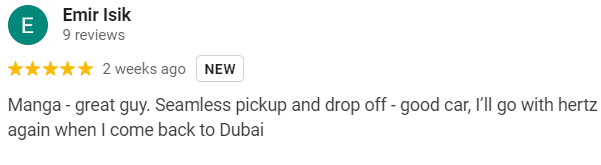 E
Emir Isik
9 reviews
2 weeks ago NEW
Manga - great guy. Seamless pickup and drop off - good car, I’ll go with hertz
again when I come back to Dubai